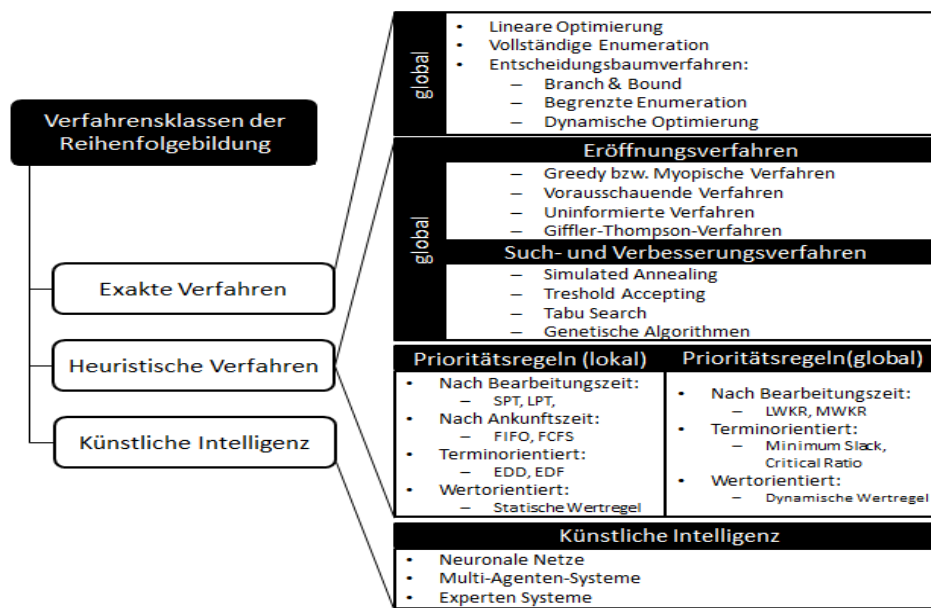 Verfahrensklassen der
Reihenfolgebildung
Exakte Verfahren
Heuristische Verfahren
Künstliche Intelligenz
global
• Lineare Optimierung
• Vollständige Enumeration
• Entscheidungsbaumverfahren:
– Branch & Bound
– Begrenzte Enumeration
– Dynamische Optimierung
global
Eröffnungsverfahren
– Greedy bzw. Myopische Verfahren
– Vorausschauende Verfahren
– Uninformierte Verfahren
– Giffler-Thompson-Verfahren
Such- und Verbesserungsverfahren
– Simulated Annealing
– Treshold Accepting
– Tabu Search
– Genetische Algorithmen
Prioritätsregeln (lokal)
• Nach Bearbeitungszeit:
– SPT, LPT,
• Nach Ankunftszeit:
– FIFO, FCFS
• Terminorientiert:
– EDD, EDF
• Wertorientiert:
– Statische Wertregel
Prioritätsregeln(global)
• Nach Bearbeitungszeit:
– LWKR, MWKR
• Terminorientiert:
– Minimum Slack,
Critical Ratio
• Wertorientiert:
– Dynamische Wertregel
Künstliche Intelligenz
• Neuronale Netze
• Multi-Agenten-Systeme
• Experten Systeme